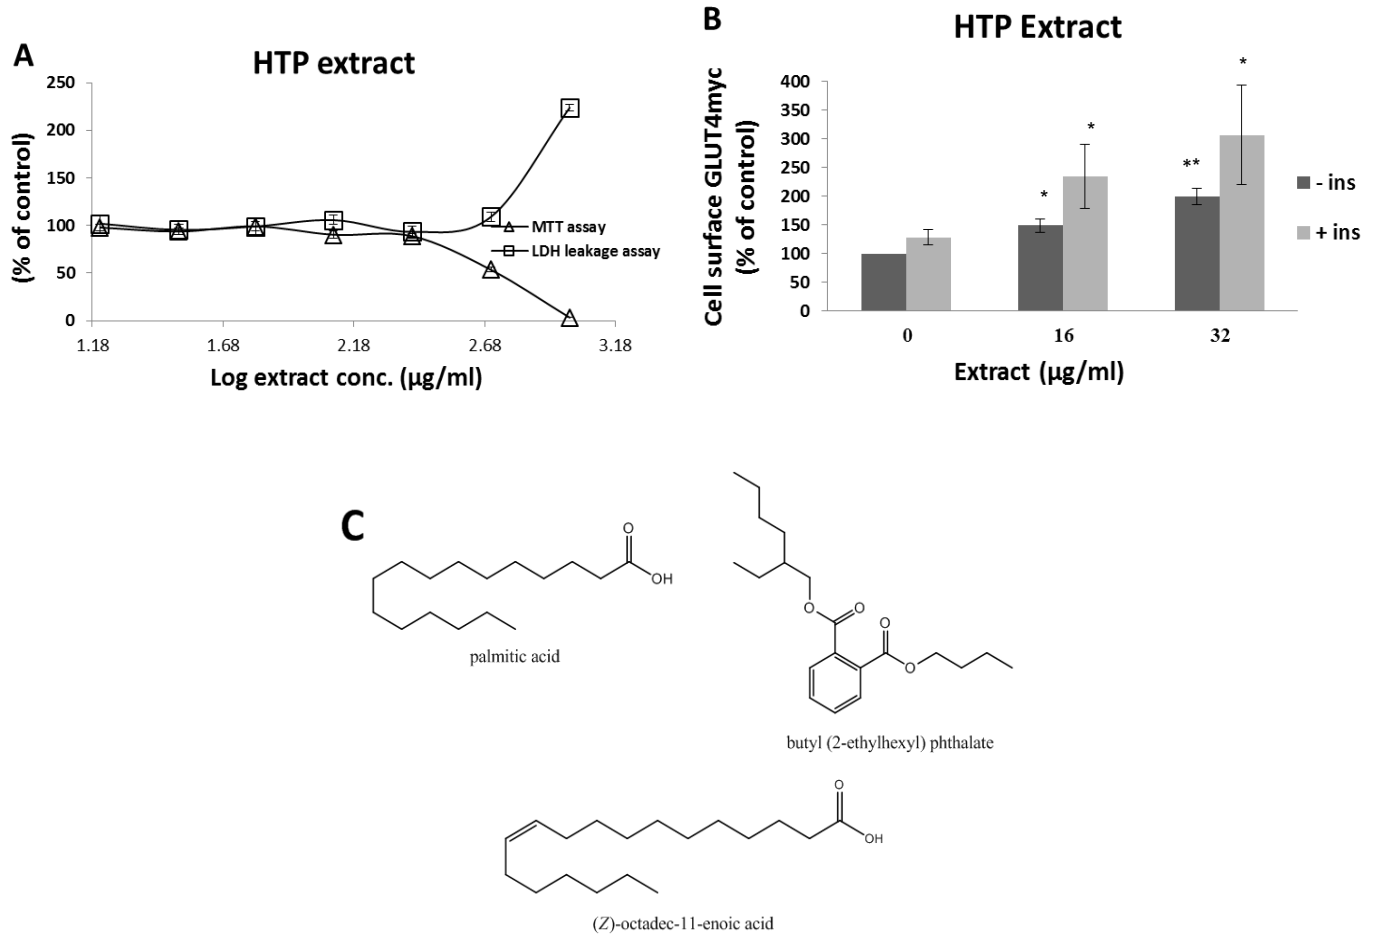 A
HTP extract
(% of control)
250
200
150
100
50
0
1.18
1.68
2.18
2.68
3.18
MTT assay
LDH leakage assay
Log extract conc. (µg/ml)
B
HTP Extract
Cell surface GLUT4myc
(% of control)
400
350
300
250
200
150
100
50
0
*
*
**
*
- ins
+ ins
0
16
32
Extract (µg/ml)
C
O
OH
palmitic acid
O
O
O
O
butyl (2-ethylhexyl) phthalate
O
OH
(Z)-octadec-11-enoic acid